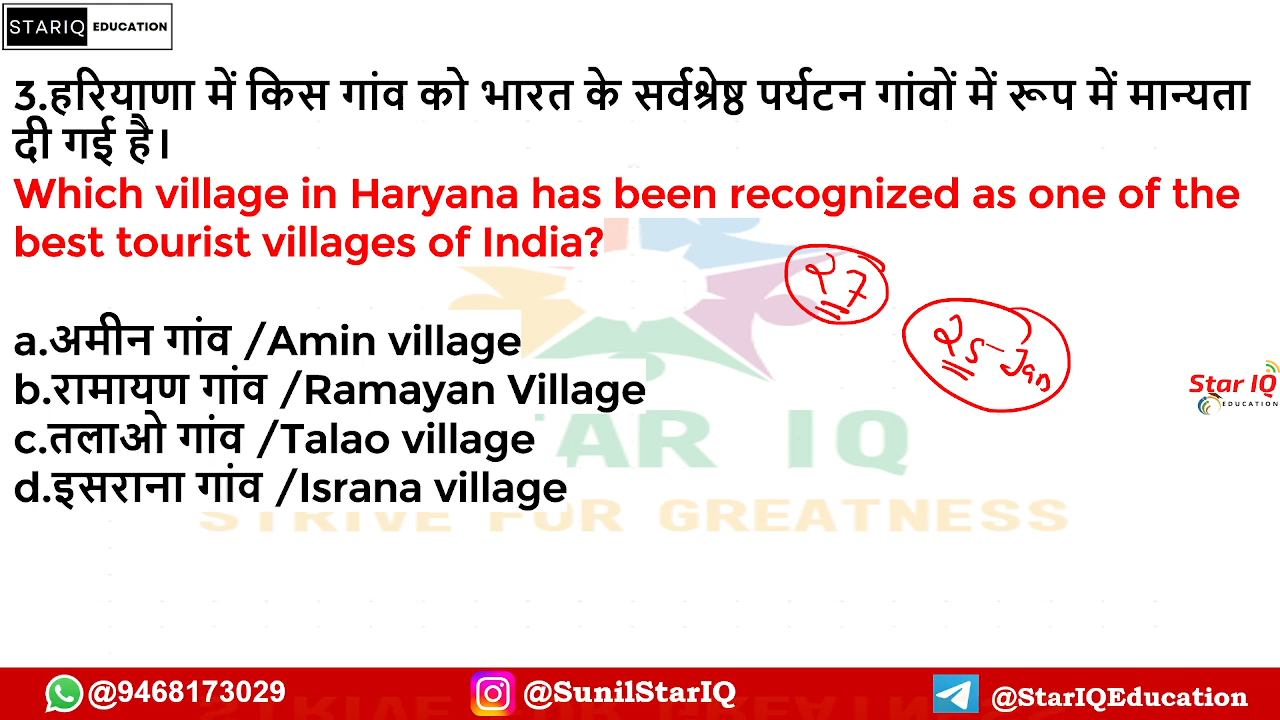 STARIQ EDUCATION
3.हरियाणा में किस गांव को भारत के सर्वश्रेष्ठ पर्यटन गांवों में रूप में मान्यता
दी गई है।
Which village in Haryana has been recognized as one of the
best tourist villages of India?
27
25-Jan
a.अमीन गांव /Amin village
b.रामायण गांव /Ramayan Village
c.तलाओ गांव /Talao village
d.इसराना गांव /Israna village
Star IQ
EDUCATION
STAR IQ
STRIVE FOR GREATNESS
@9468173029
@SunilStarIQ
@StarIQEducation